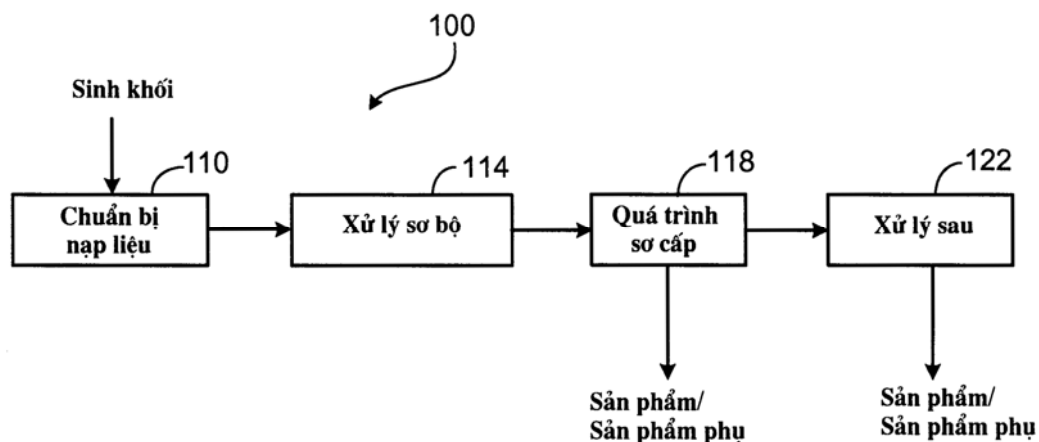 100
Sinh khối
110
114
118
122
Chuẩn bị
nạp liệu
Xử lý sơ bộ
Quá trình
sơ cấp
Xử lý sau
Sản phẩm/
Sản phẩm phụ
Sản phẩm/
Sản phẩm phụ